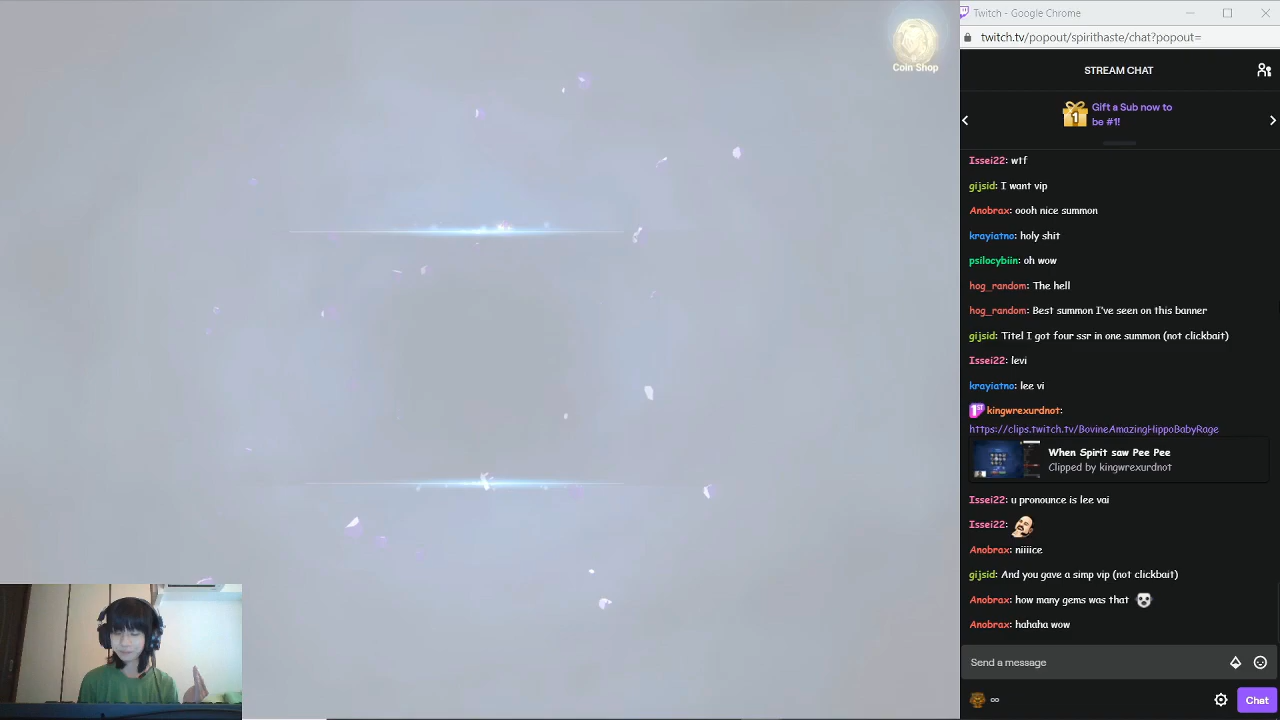 Coin Shop
Twitch - Google Chrome
twitch.tv/popout/spirithaste/chat?popout=
STREAM CHAT
1
Gift a Sub now to
be #1!
Issei22: wtf
gijsid: I want vip
Anobrax: oooh nice summon
krayiatno: holy shit
psilocybiin: oh wow
hog_random: The hell
hog_random: Best summon I've seen on this banner
gijsid: Titel I got four ssr in one summon (not clickbait)
Issei22: levi
krayiatno: lee vi
1ST kingwrexurdnot:
https://clips.twitch.tv/BovineAmazingHippoBabyRage
When Spirit saw Pee Pee
Clipped by kingwrexurdnot
Issei22: u pronounce is lee vai
Issei22:
Anobrax: niiiice
gijsid: And you gave a simp vip (not clickbait)
Anobrax: how many gems was that
Anobrax: hahaha wow
Send a message
∞
Chat